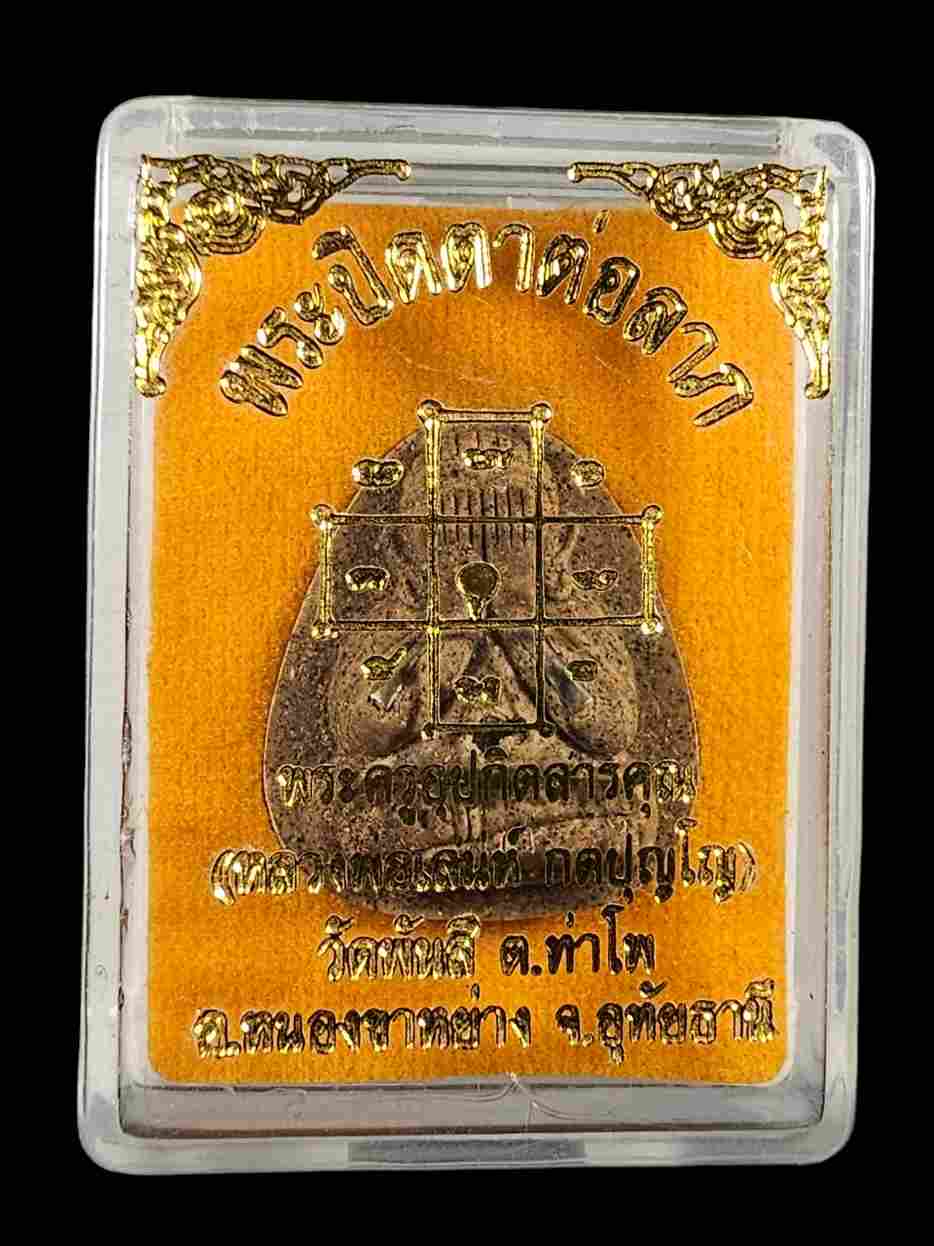 พระปิดตาต่อลาภ
พระครูอุปกิตสารคุณ
(หลวงพ่อเสน่ห์ กตปุญฺโญ)
วัดพันสี ต.ท่าโพ
อ.หนองขาหย่าง จ.อุทัยธานี